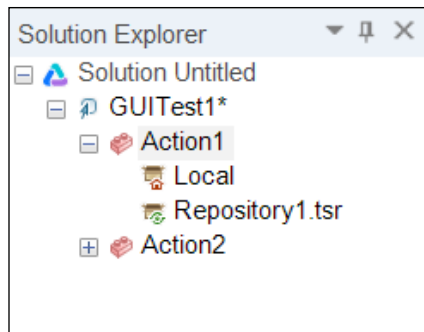 Solution Explorer
Solution Untitled
GUITest1*
Action1
Local
Repository1.tsr
Action2